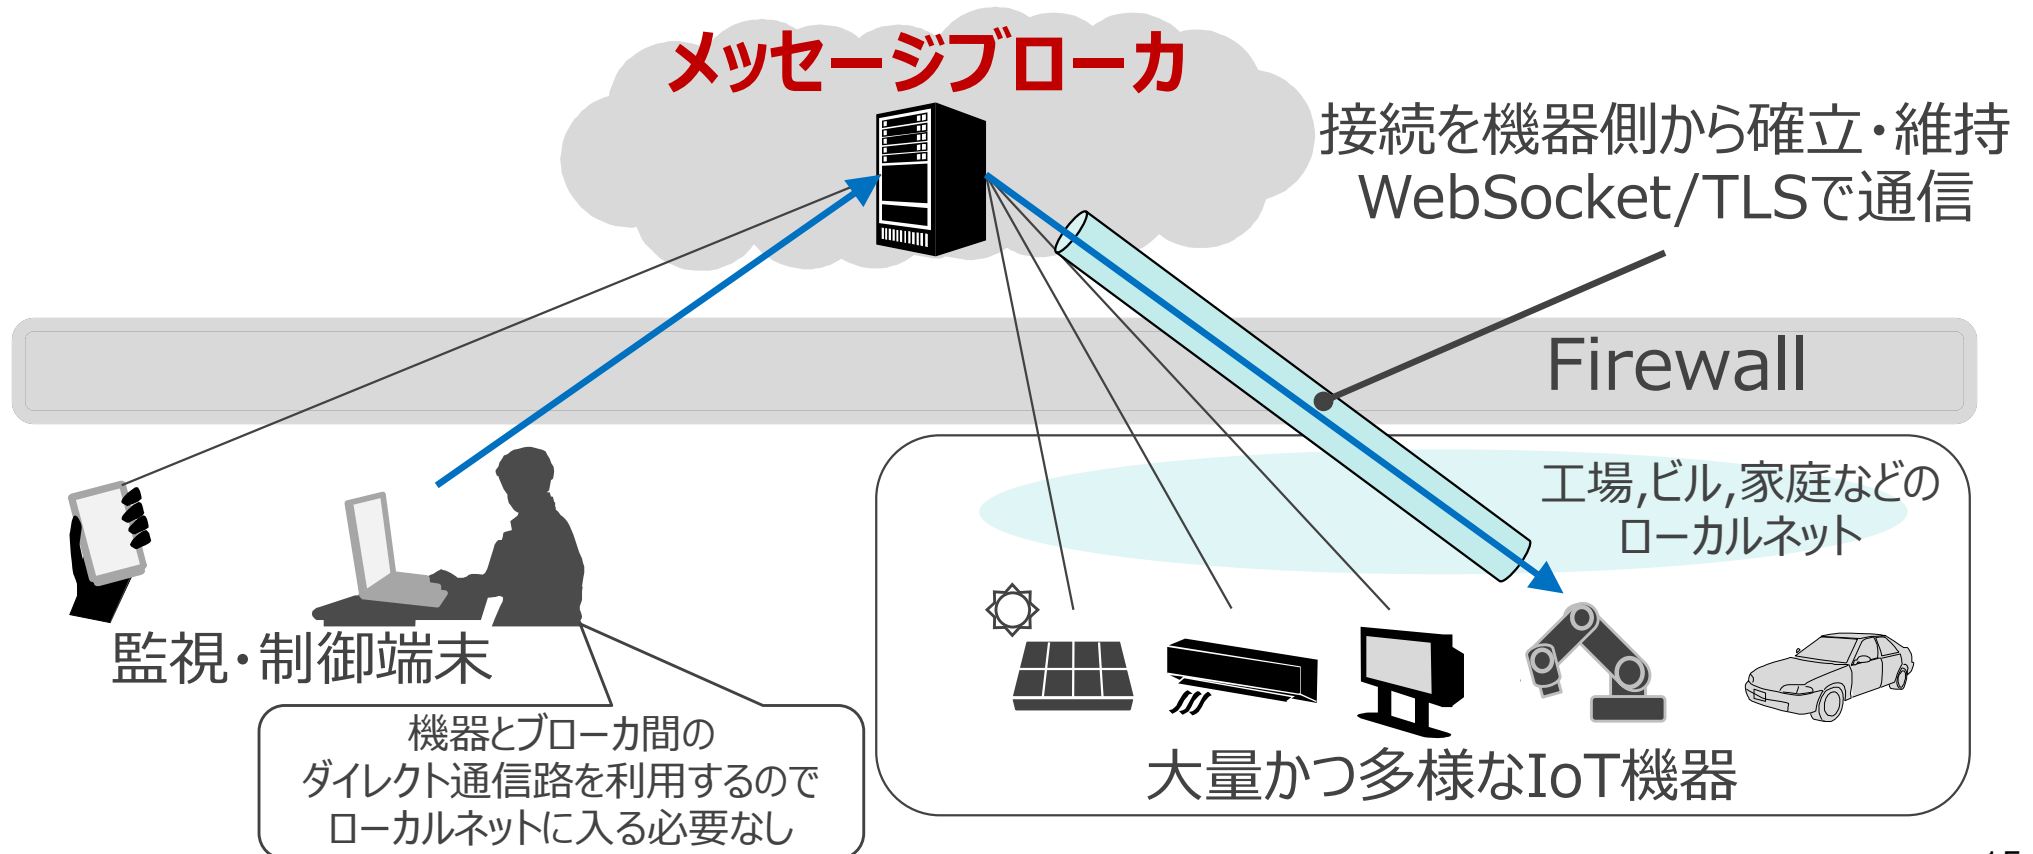 メッセージブローカ
接続を機器側から確立・維持
WebSocket/TLSで通信
Firewall
工場,ビル,家庭などの
ローカルネット
監視・制御端末
機器とブローカ間の
ダイレクト通信路を利用するので
ローカルネットに入る必要なし
大量かつ多様なIoT機器